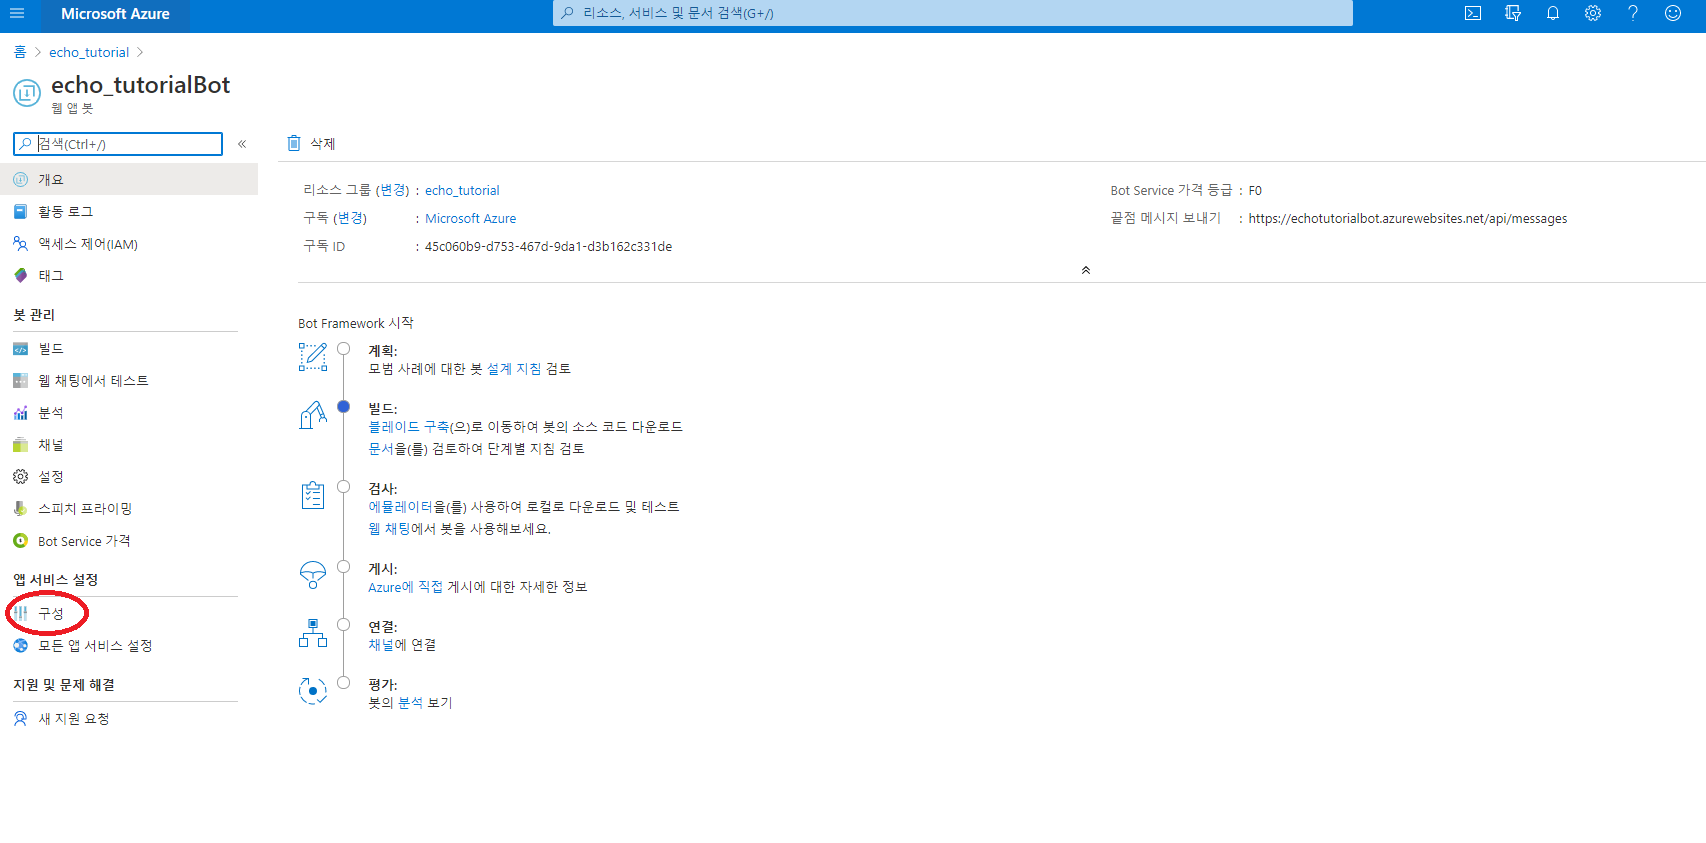 Microsoft Azure
리소스, 서비스 및 문서 검색(G+/)
홈 > echo_tutorial >
echo_tutorialBot
웹 앱 봇
검색(Ctrl+/)
«
삭제
개요
활동 로그
액세스 제어(IAM)
태그
봇 관리
빌드
웹 채팅에서 테스트
분석
채널
설정
스피치 프라이밍
Bot Service 가격
앱 서비스 설정
구성
모든 앱 서비스 설정
지원 및 문제 해결
새 지원 요청
리소스 그룹 (변경) : echo_tutorial
구독 (변경) : Microsoft Azure
구독 ID : 45c060b9-d753-467d-9da1-d3b162c331de
Bot Service 가격 등급 : F0
끝점 메시지 보내기 : https://echotutorialbot.azurewebsites.net/api/messages
Bot Framework 시작
계획:
모범 사례에 대한 봇 설계 지침 검토
빌드:
블레이드 구축(으)로 이동하여 봇의 소스 코드 다운로드
문서을(를) 검토하여 단계별 지침 검토
검사:
에뮬레이터을(를) 사용하여 로컬로 다운로드 및 테스트
웹 채팅에서 봇을 사용해보세요.
게시:
Azure에 직접 게시에 대한 자세한 정보
연결:
채널에 연결
평가:
봇의 분석 보기